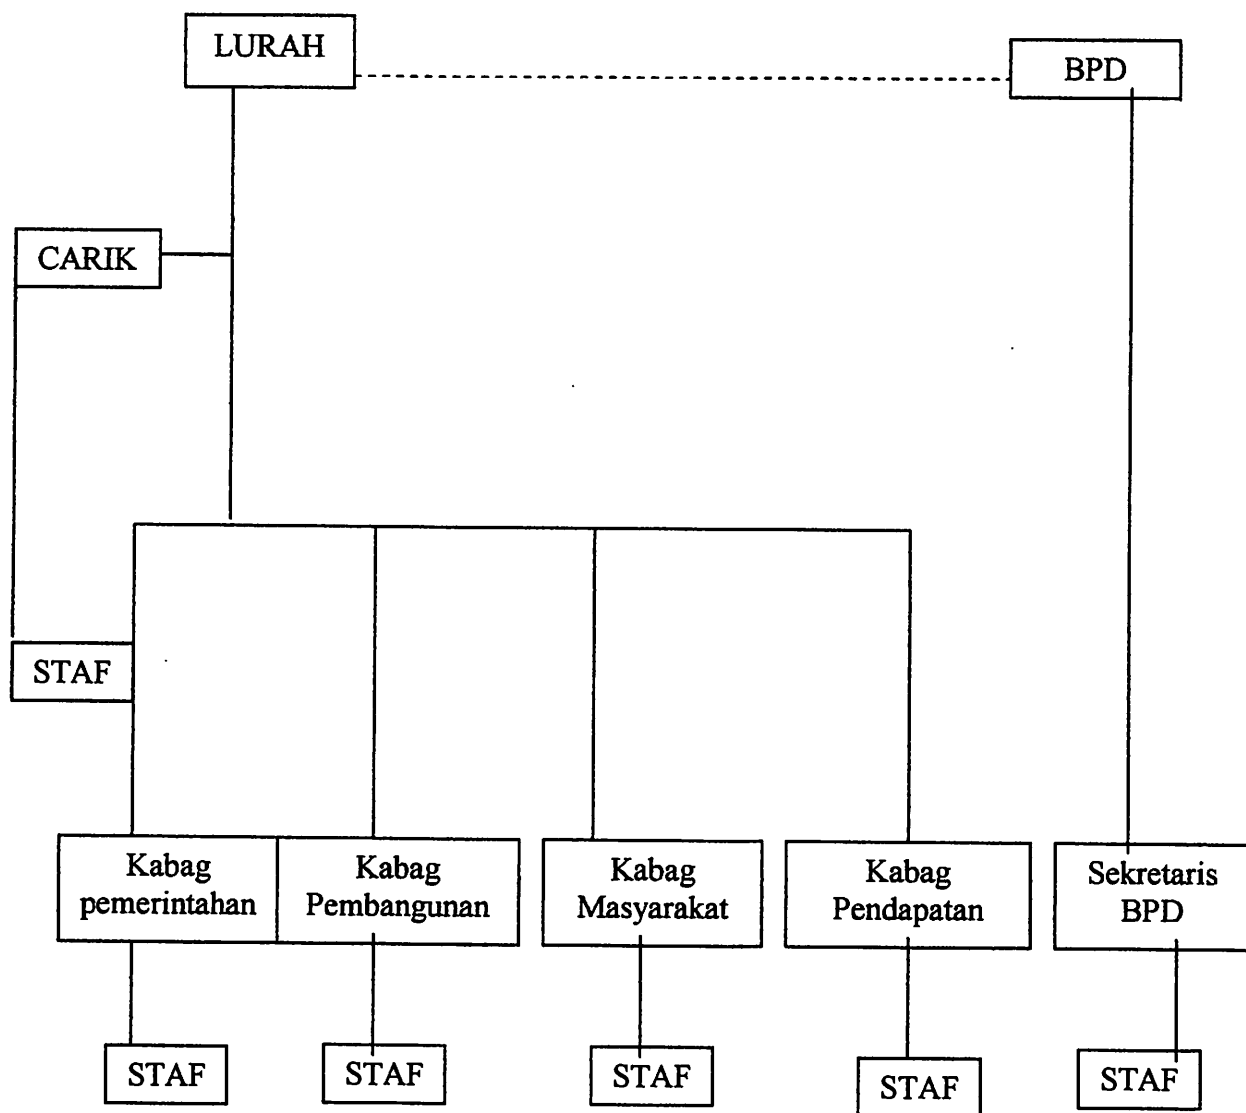 LURAH
BPD
CARIK
STAF
Kabag
pemerintahan
Kabag
Pembangunan
Kabag
Masyarakat
Kabag
Pendapatan
Sekretaris
BPD
STAF
STAF
STAF
STAF
STAF